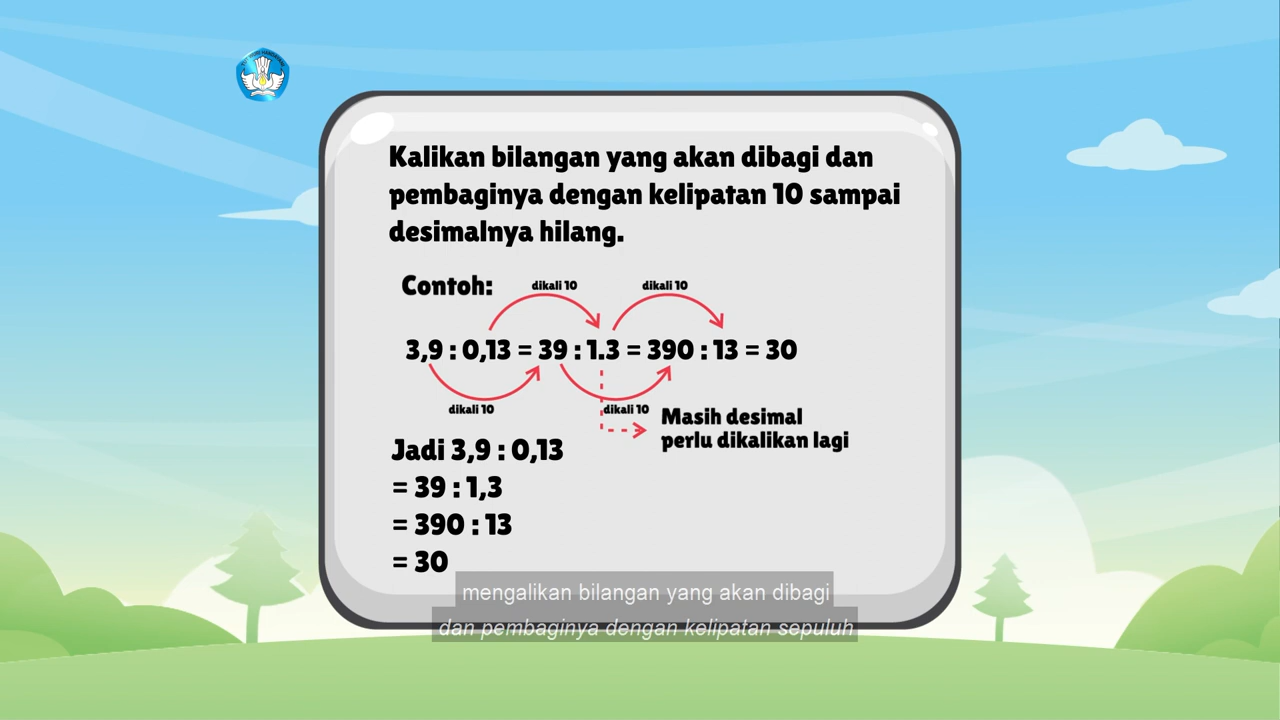 Kalikan bilangan yang akan dibagi dan
pembaginya dengan kelipatan 10 sampai
desimalnya hilang.
Contoh:
dikali 10
dikali 10
3,9 : 0,13 = 39 : 1.3 = 390 : 13 = 30
dikali 10
dikali 10
Masih desimal
perlu dikalikan lagi
Jadi 3,9 : 0,13
= 39 : 1,3
= 390 : 13
= 30
mengalikan bilangan yang akan dibagi
dan pembaginya dengan kelipatan sepuluh